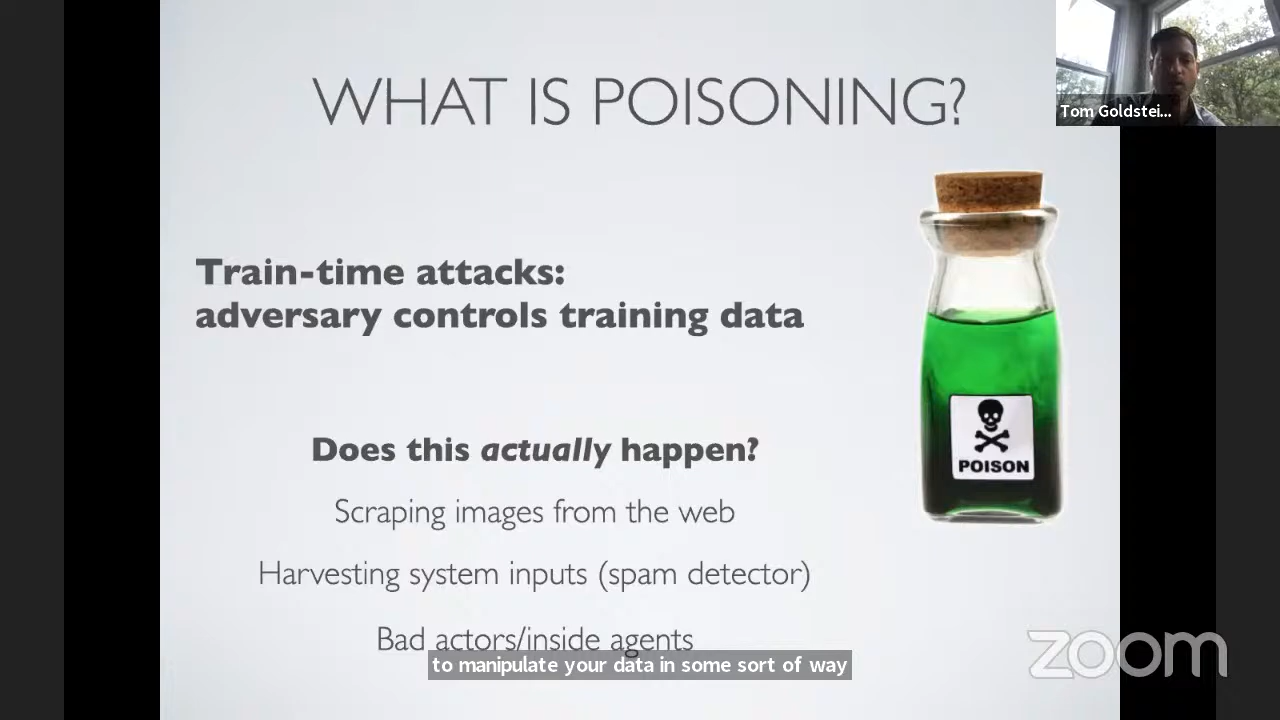 WHAT IS POISONING?
Tom Goldstei...
Train-time attacks:
adversary controls training data
POISON
Does this actually happen?
Scraping images from the web
Harvesting system inputs (spam detector)
Bad actors/inside agents
to manipulate your data in some sort of way
zoom